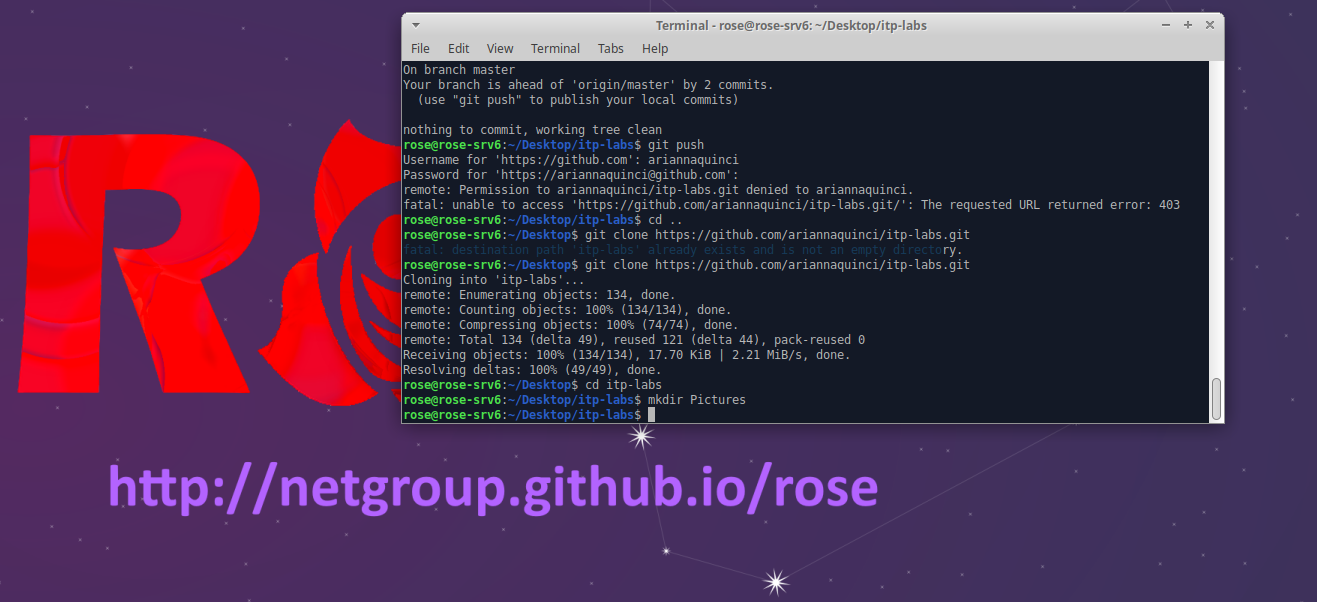 Terminal - rose@rose-srv6: ~/Desktop/itp-labs
File Edit View Terminal Tabs Help
On branch master
Your branch is ahead of 'origin/master' by 2 commits.
  (use "git push" to publish your local commits)
nothing to commit, working tree clean
rose@rose-srv6:~/Desktop/itp-labs$ git push
Username for 'https://github.com': ariannaquinci
Password for 'https://ariannaquinci@github.com':
remote: Permission to ariannaquinci/itp-labs.git denied to ariannaquinci.
fatal: unable to access 'https://github.com/ariannaquinci/itp-labs.git/': The requested URL returned error: 403
rose@rose-srv6:~/Desktop/itp-labs$ cd ..
rose@rose-srv6:~/Desktop$ git clone https://github.com/ariannaquinci/itp-labs.git
fatal: destination path 'itp-labs' already exists and is not an empty directory.
rose@rose-srv6:~/Desktop$ git clone https://github.com/ariannaquinci/itp-labs.git
Cloning into 'itp-labs'...
remote: Enumerating objects: 134, done.
remote: Counting objects: 100% (134/134), done.
remote: Compressing objects: 100% (74/74), done.
remote: Total 134 (delta 49), reused 121 (delta 44), pack-reused 0
Receiving objects: 100% (134/134), 17.70 KiB | 2.21 MiB/s, done.
Resolving deltas: 100% (49/49), done.
rose@rose-srv6:~/Desktop$ cd itp-labs
rose@rose-srv6:~/Desktop/itp-labs$ mkdir Pictures
rose@rose-srv6:~/Desktop/itp-labs$
R
http://netgroup.github.io/rose